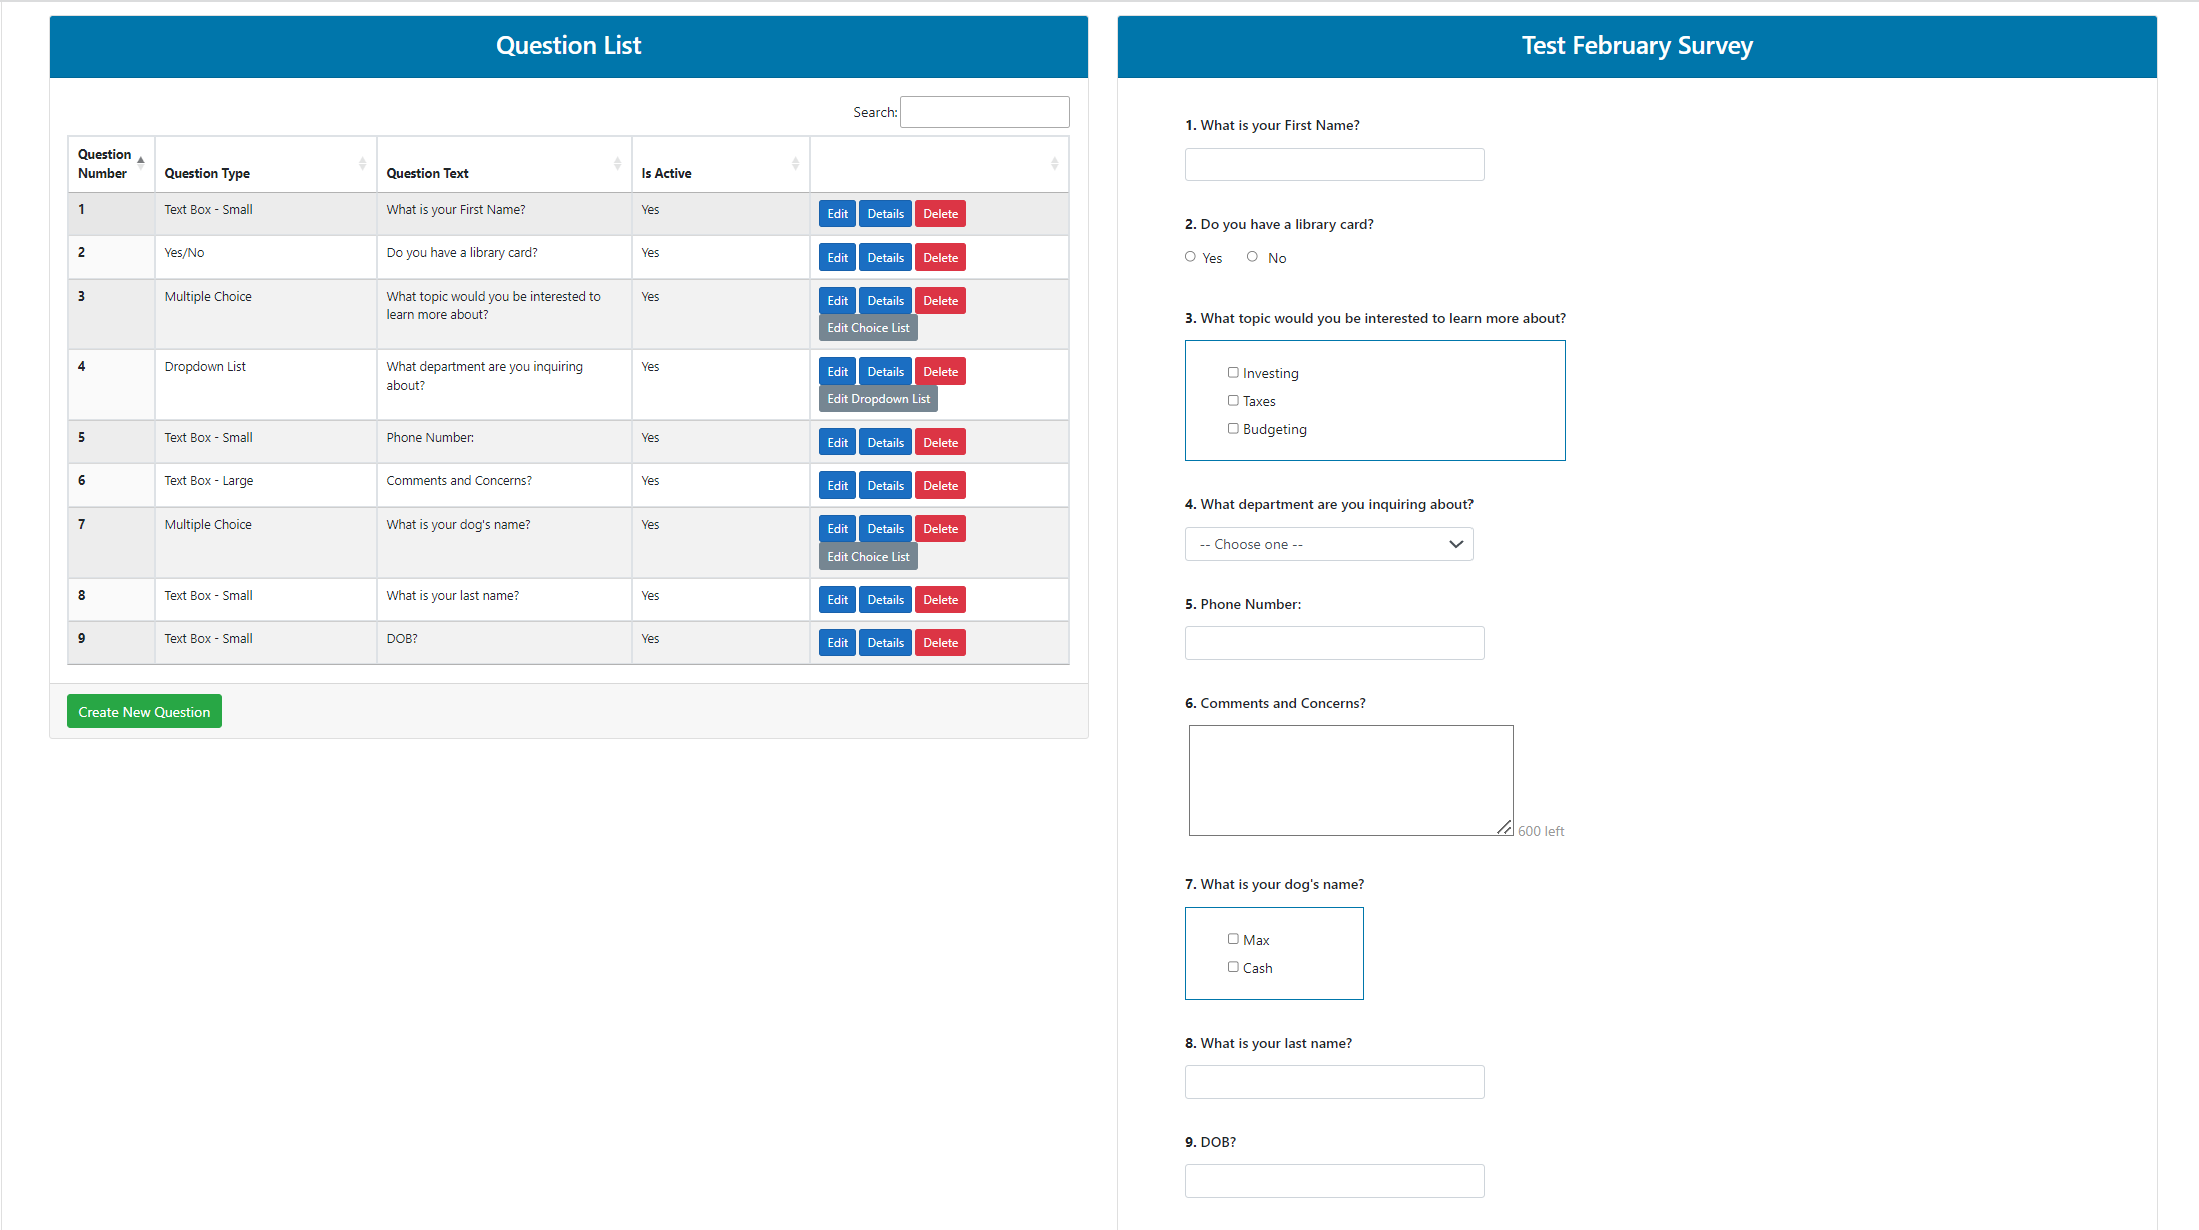 Question List
Search:
Question Number
Question Type
Question Text
Is Active
1 Text Box - Small What is your First Name? Yes Edit Details Delete
2 Yes/No Do you have a library card? Yes Edit Details Delete
3 Multiple Choice What topic would you be interested to Yes Edit Details Delete
learn more about? Edit Choice List
4 Dropdown List What department are you inquiring Yes Edit Details Delete
about? Edit Dropdown List
5 Text Box - Small Phone Number: Yes Edit Details Delete
6 Text Box - Large Comments and Concerns? Yes Edit Details Delete
7 Multiple Choice What is your dog's name? Yes Edit Details Delete
Edit Choice List
8 Text Box - Small What is your last name? Yes Edit Details Delete
9 Text Box - Small DOB? Yes Edit Details Delete
Create New Question
Test February Survey
1. What is your First Name?
2. Do you have a library card?
Yes No
3. What topic would you be interested to learn more about?
Investing
Taxes
Budgeting
4. What department are you inquiring about?
-- Choose one --
5. Phone Number:
6. Comments and Concerns?
600 left
7. What is your dog's name?
Max
Cash
8. What is your last name?
9. DOB?